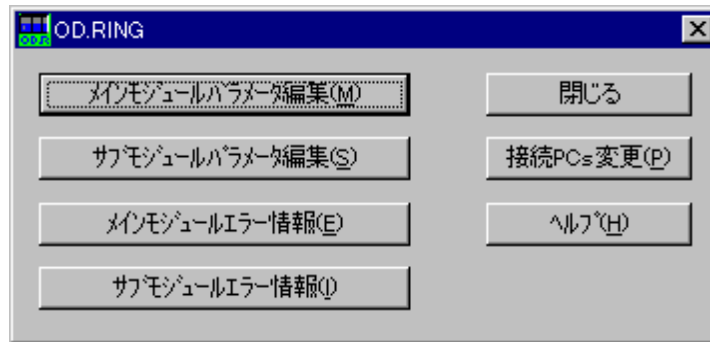 OD.R
OD.RING
ﾒｲﾝﾓｼﾞｭｰﾙﾊﾟﾗﾒｰﾀ編集(M)
閉じる
ｻﾌﾞﾓｼﾞｭｰﾙﾊﾟﾗﾒｰﾀ編集(S)
接続PCs変更(P)
ﾒｲﾝﾓｼﾞｭｰﾙｴﾗｰ情報(E)
ﾍﾙﾌﾟ(H)
ｻﾌﾞﾓｼﾞｭｰﾙｴﾗｰ情報(I)